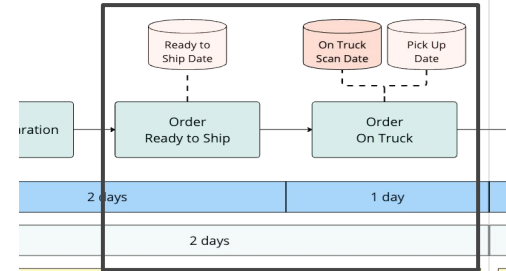 Ready to
Ship Date
On Truck
Scan Date
Pick Up
Date
aration
Order
Ready to Ship
Order
On Truck
2 days
1 day
2 days